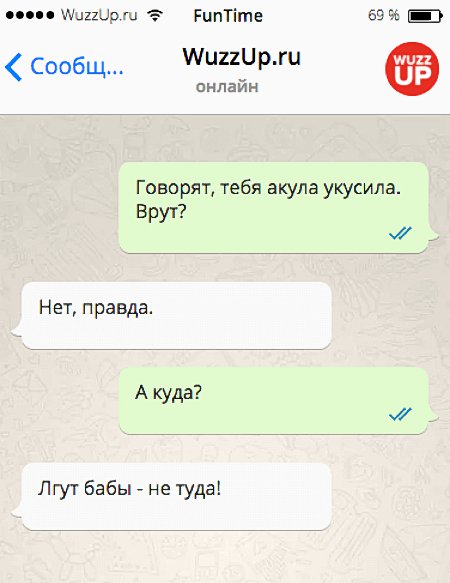 WuzzUp.ru FunTime 69 %
Сообщ... WuzzUp.ru
онлайн
WUZZ
UP
Говорят, тебя акула укусила.
Врут?
Нет, правда.
А куда?
Лгут бабы - не туда!